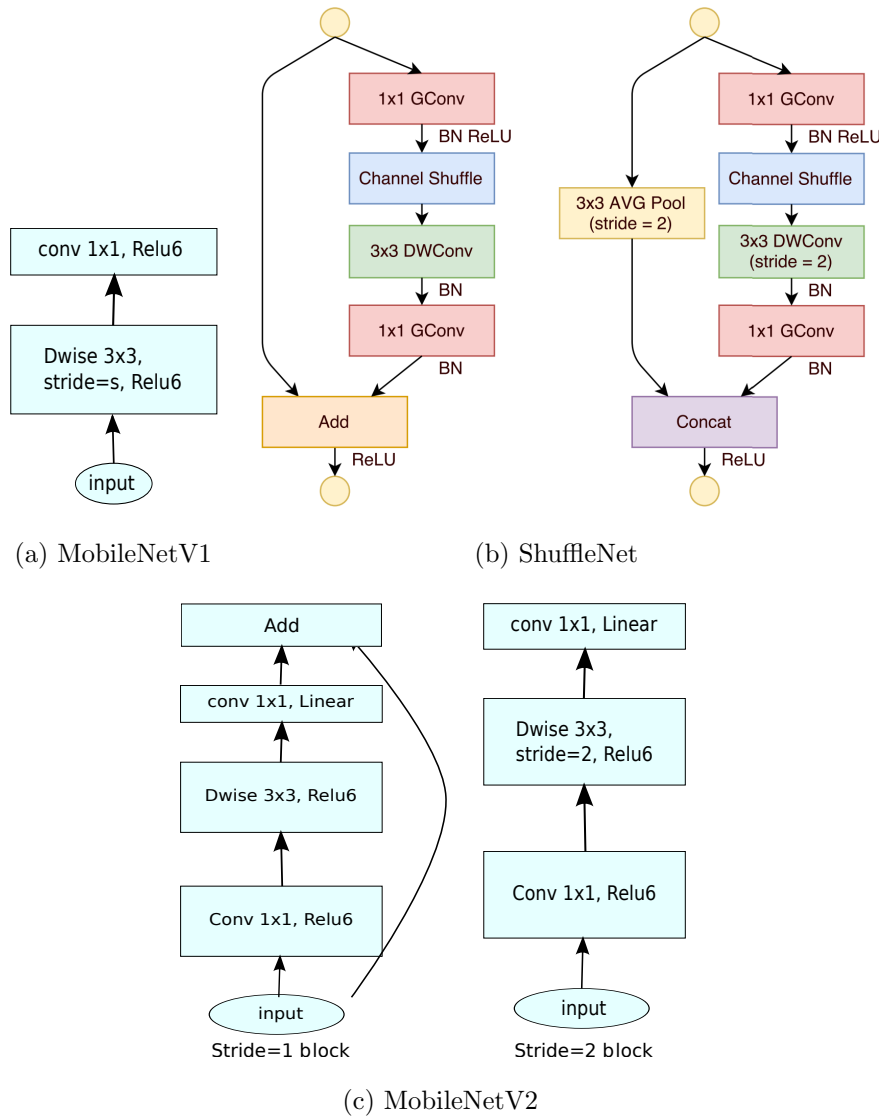 conv 1x1, Relu6
Dwise 3x3,
stride=s, Relu6
input
(a) MobileNetV1
1x1 GConv
BN ReLU
Channel Shuffle
3x3 DWConv
BN
1x1 GConv
BN
Add
ReLU
1x1 GConv
BN ReLU
Channel Shuffle
3x3 AVG Pool
(stride = 2)
3x3 DWConv
(stride = 2)
BN
1x1 GConv
BN
Concat
ReLU
(b) ShuffleNet
Add
conv 1x1, Linear
Dwise 3x3, Relu6
Conv 1x1, Relu6
input
Stride=1 block
conv 1x1, Linear
Dwise 3x3,
stride=2, Relu6
Conv 1x1, Relu6
input
Stride=2 block
(c) MobileNetV2